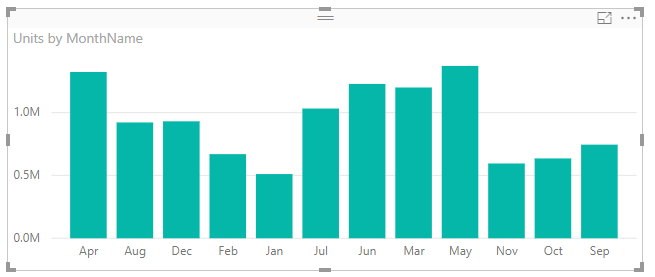 Units by MonthName
1.0M
0.5M
0.0M
Apr Aug Dec Feb Jan Jul Jun Mar May Nov Oct Sep